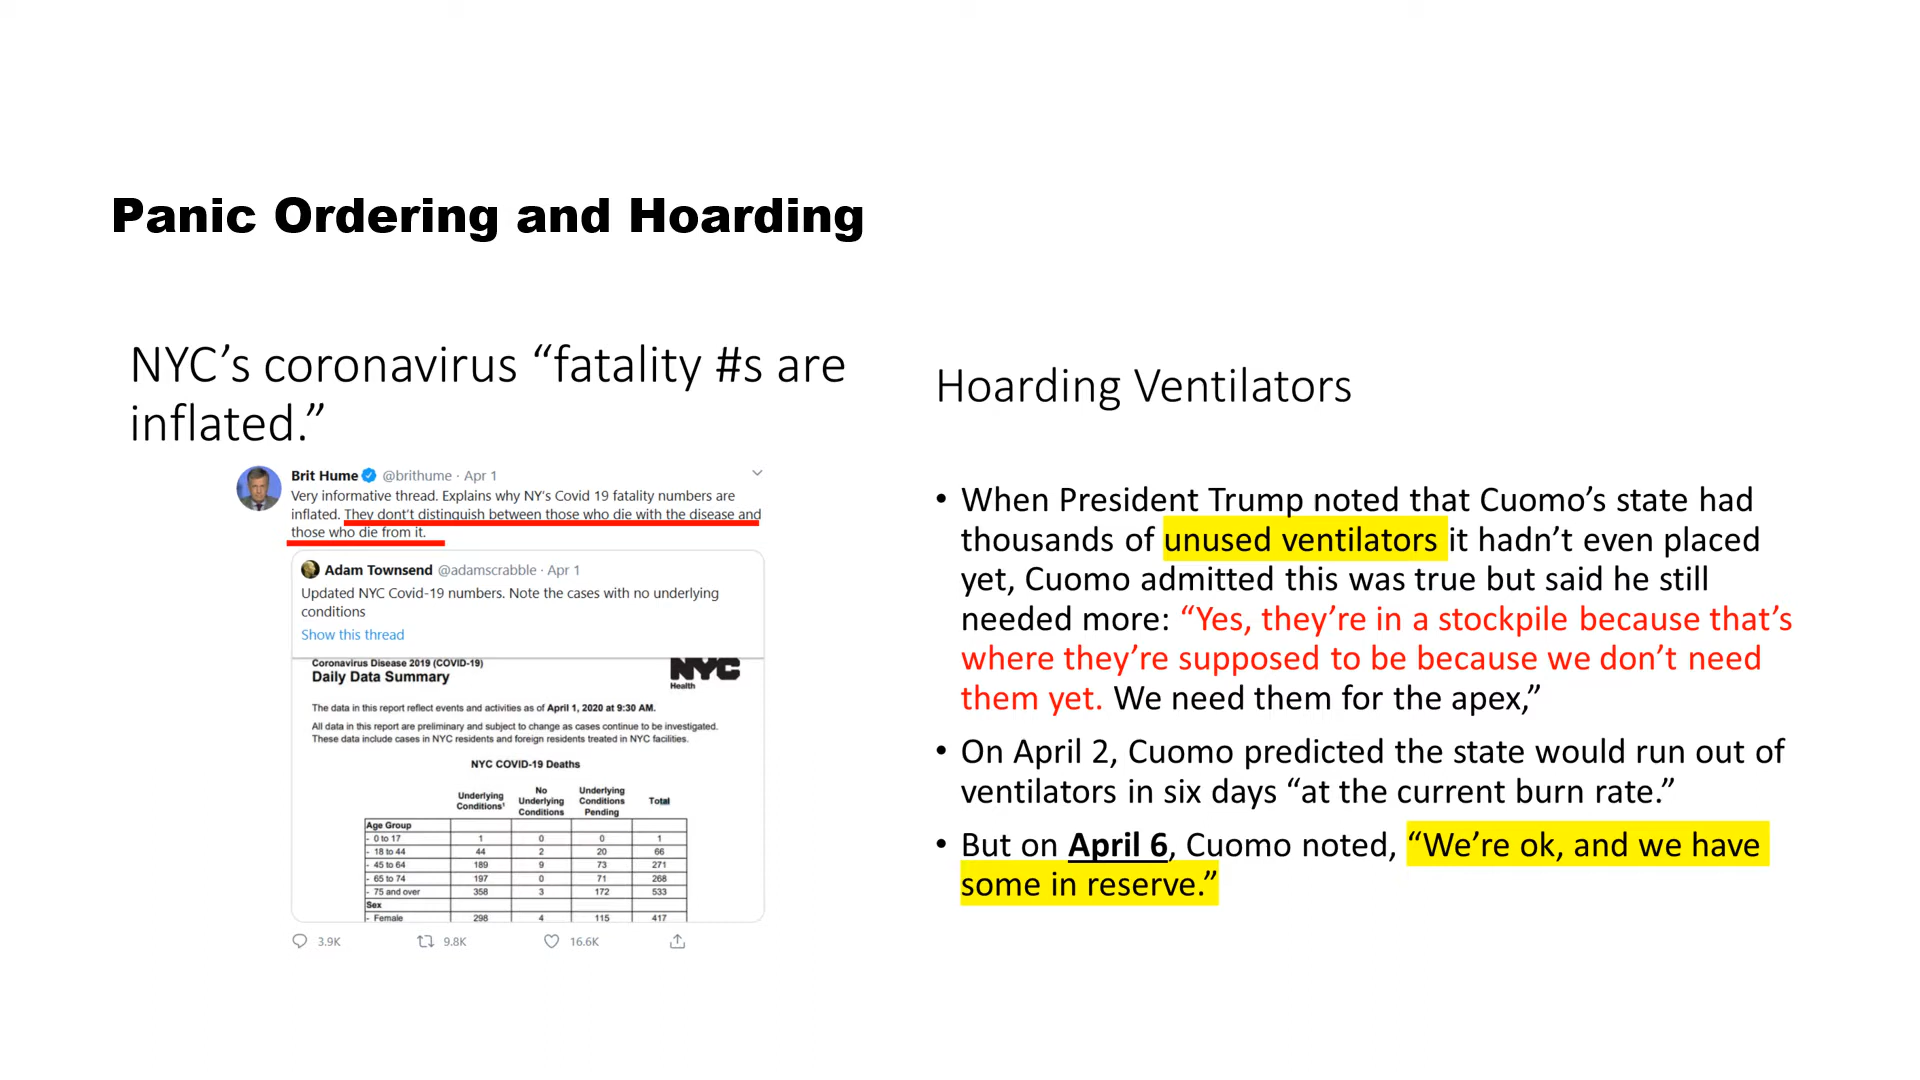 Panic Ordering and Hoarding
NYC’s coronavirus “fatality #s are
inflated.”
Brit Hume @brithume · Apr 1
Very informative thread. Explains why NY's Covid 19 fatality numbers are
inflated. They dont't distinguish between those who die with the disease and
those who die from it.
Adam Townsend @adamscrabble · Apr 1
Updated NYC Covid-19 numbers. Note the cases with no underlying
conditions
Show this thread
Coronavirus Disease 2019 (COVID-19)
Daily Data Summary
NYC
Health
The data in this report reflect events and activities as of April 1, 2020 at 9:30 AM.
All data in this report are preliminary and subject to change as cases continue to be investigated.
These data include cases in NYC residents and foreign residents treated in NYC facilities.
NYC COVID-19 Deaths
Underlying Conditions¹ No Underlying Conditions Underlying Conditions Pending Total
Age Group
- 0 to 17 1 0 0 1
- 18 to 44 44 2 20 66
- 45 to 64 189 9 73 271
- 65 to 74 197 0 71 268
- 75 and over 358 3 172 533
Sex
- Female 298 4 115 417
3.9K 9.8K 16.6K
Hoarding Ventilators
• When President Trump noted that Cuomo’s state had
thousands of unused ventilators it hadn’t even placed
yet, Cuomo admitted this was true but said he still
needed more: “Yes, they’re in a stockpile because that’s
where they’re supposed to be because we don’t need
them yet. We need them for the apex,”
• On April 2, Cuomo predicted the state would run out of
ventilators in six days “at the current burn rate.”
• But on April 6, Cuomo noted, “We’re ok, and we have
some in reserve.”